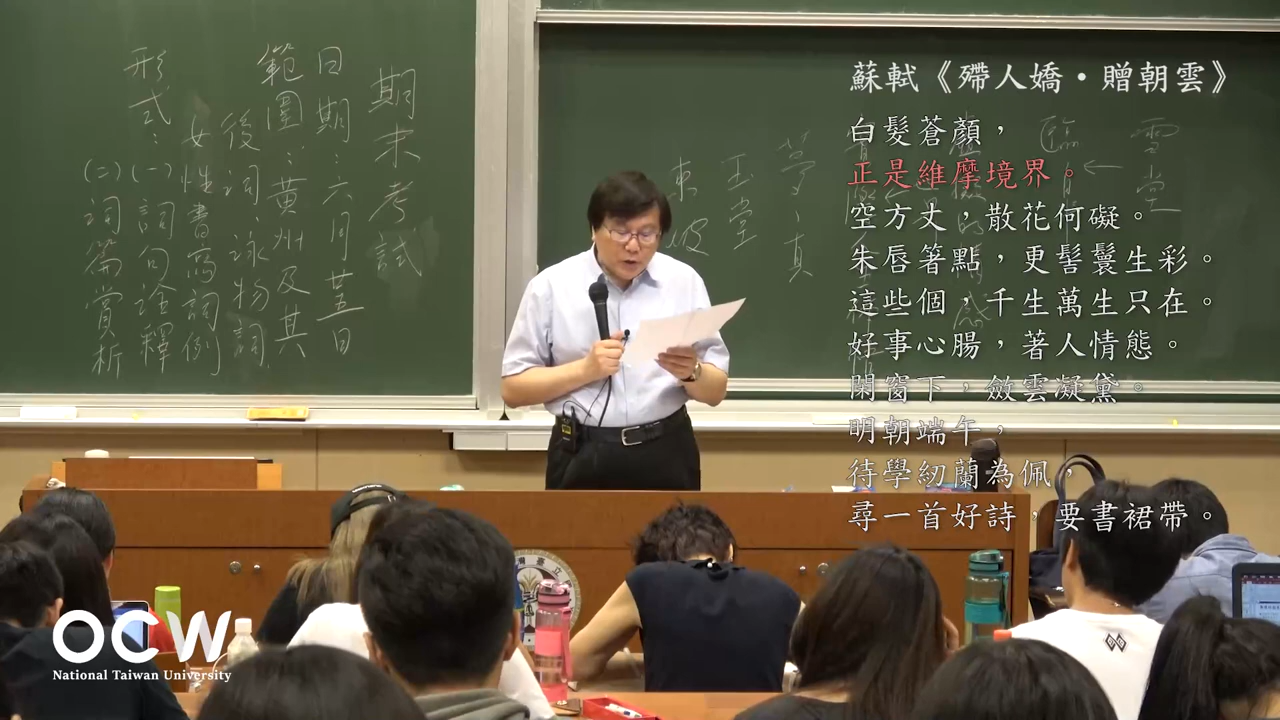 期末考試
日期：六月廿五日
範圍：黃州及其
後詞、詠物詞
女性書寫詞例
形式：
(一)詞句詮釋
(二)詞篇賞析
雪堂
臨
夢、真
玉堂
東坡
蘇軾《殢人嬌·贈朝雲》
白髮蒼顏，
正是維摩境界。
空方丈，散花何礙。
朱唇箸點，更髻鬟生彩。
這些個，千生萬生只在。
好事心腸，著人情態。
閑窗下，斂雲凝黛。
明朝端午，
待學紉蘭為佩，
尋一首好詩，要書裙帶。
OCW
National Taiwan University